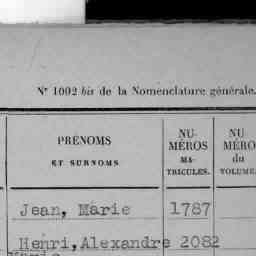 N° 1002 bis de la Nomenclature générale.
PRÉNOMS
ET SURNOMS
NU-
MÉROS
MA-
TRICULES.
NU
MÉRO
du
VOLUME
Jean, Marie 1787
Henri,Alexandre 2082